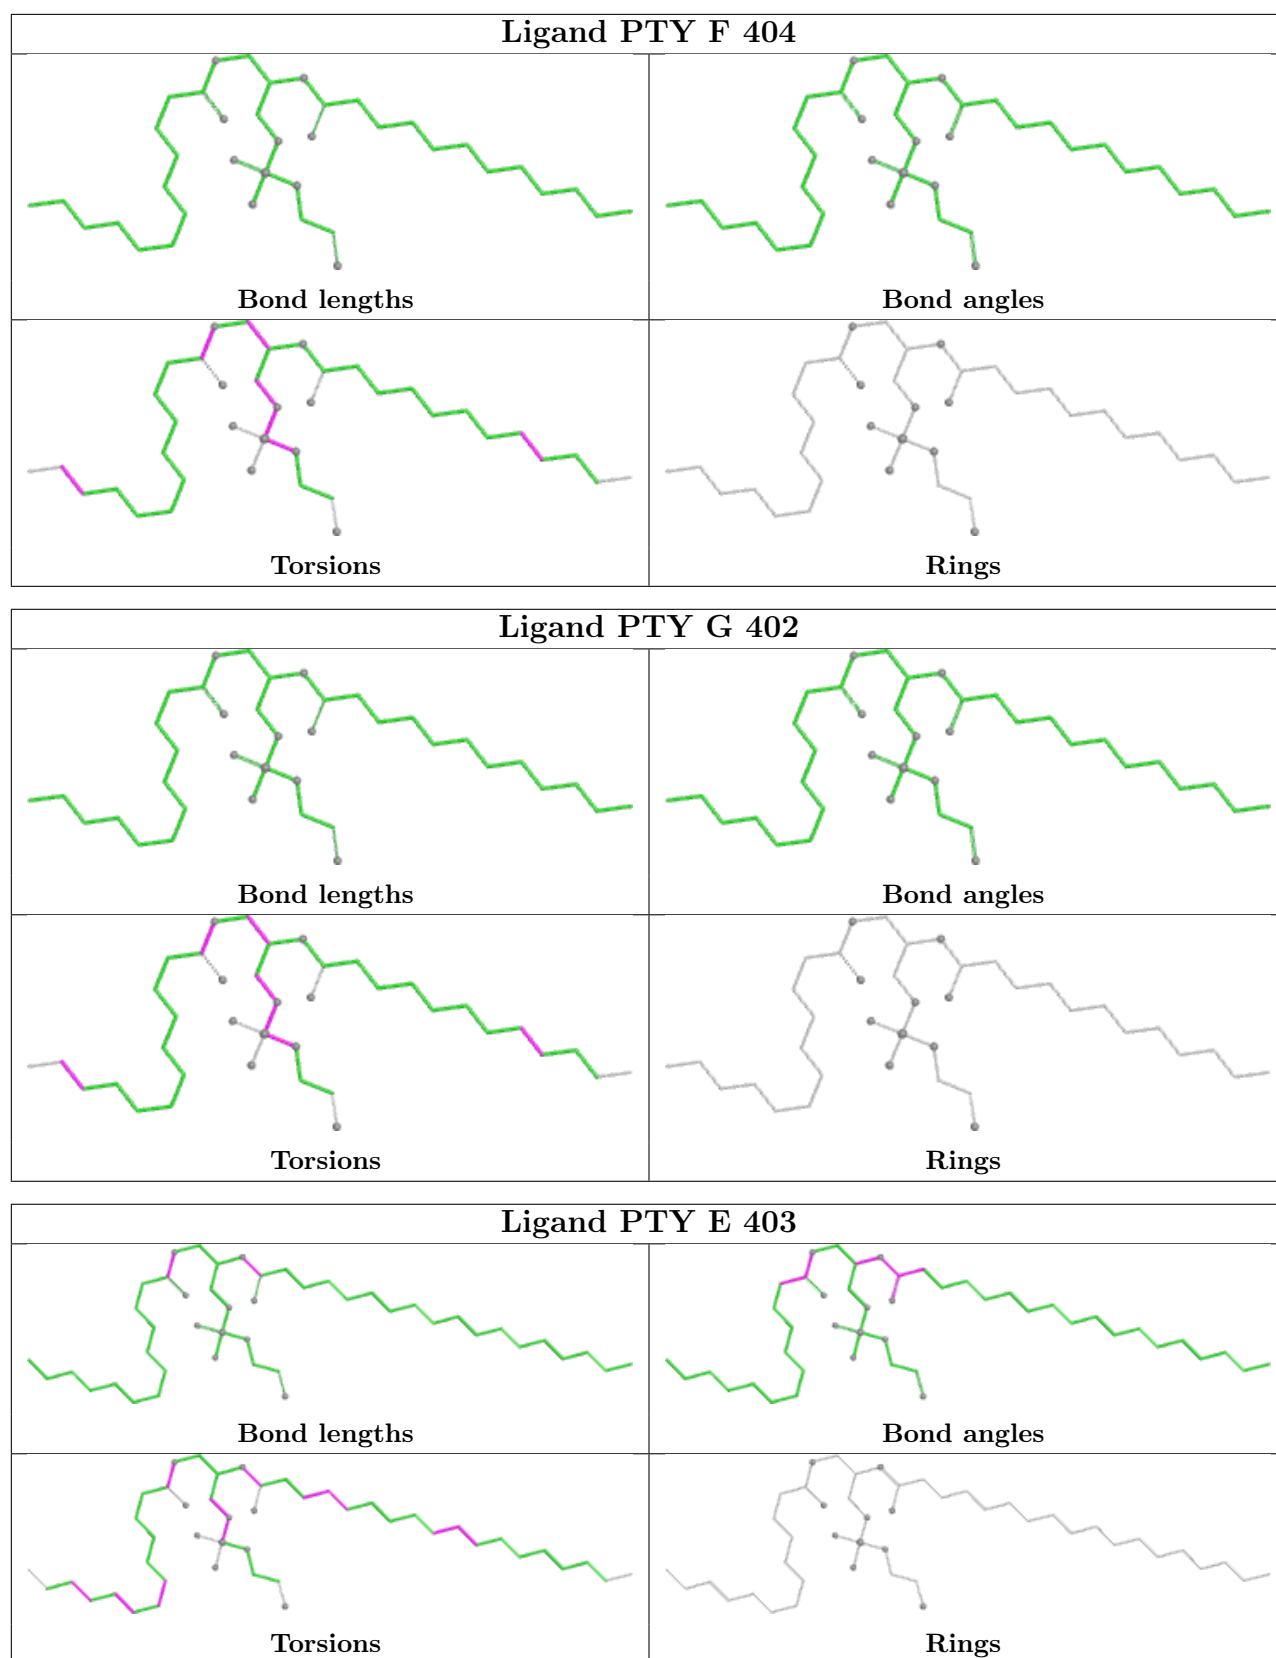 Ligand PTY F 404
Bond lengths
Bond angles
Torsions
Rings
Ligand PTY G 402
Bond lengths
Bond angles
Torsions
Rings
Ligand PTY E 403
Bond lengths
Bond angles
Torsions
Rings